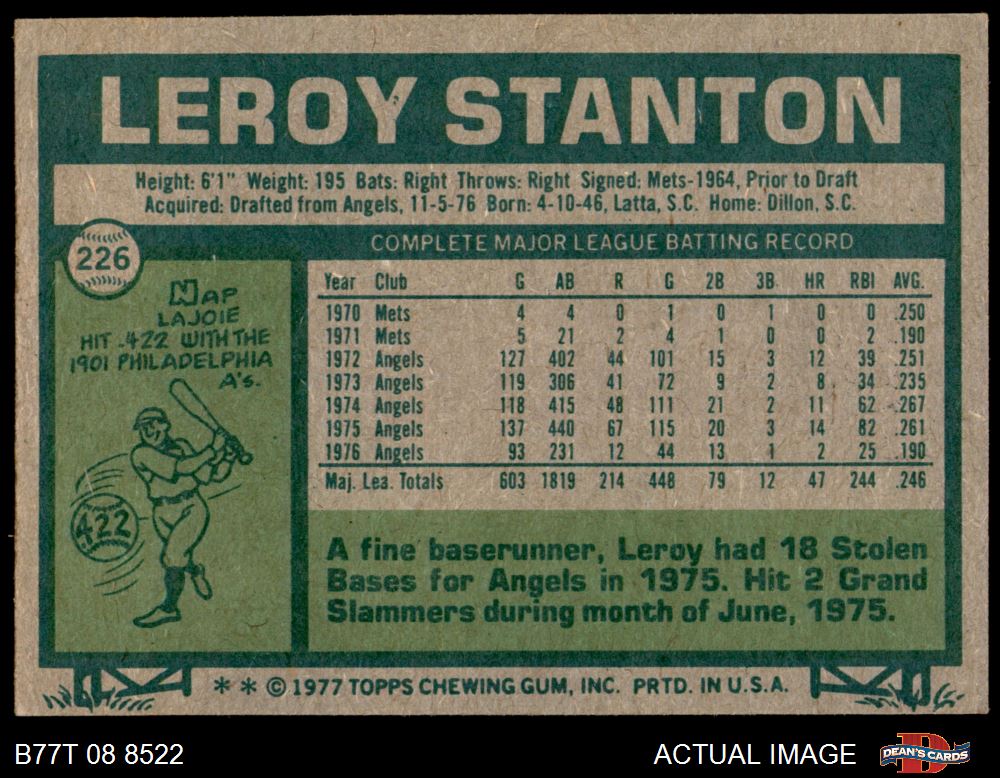 LEROY STANTON
Height: 6'1" Weight: 195 Bats: Right Throws: Right Signed: Mets-1964, Prior to Draft
Acquired: Drafted from Angels, 11-5-76 Born: 4-10-46, Latta, S.C. Home: Dillon, S.C.
226
NAP
LAJOIE
HIT .422 WITH THE
1901 PHILADELPHIA
A's.
422
COMPLETE MAJOR LEAGUE BATTING RECORD
Year Club G AB R G 2B 3B HR RBI AVG.
1970 Mets 4 4 0 1 0 1 0 0 .250
1971 Mets 5 21 2 4 1 0 0 2 .190
1972 Angels 127 402 44 101 15 3 12 39 .251
1973 Angels 119 306 41 72 9 2 8 34 .235
1974 Angels 118 415 48 111 21 2 11 62 .267
1975 Angels 137 440 67 115 20 3 14 82 .261
1976 Angels 93 231 12 44 13 1 2 25 .190
Maj. Lea. Totals 603 1819 214 448 79 12 47 244 .246
A fine baserunner, Leroy had 18 Stolen
Bases for Angels in 1975. Hit 2 Grand
Slammers during month of June, 1975.
* * © 1977 TOPPS CHEWING GUM, INC. PRTD. IN U.S.A.
B77T 08 8522
ACTUAL IMAGE
D
DEAN'S CARDS